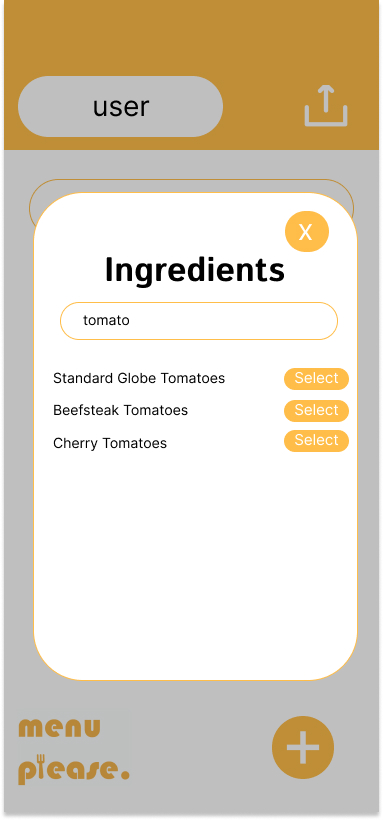 user
X
Ingredients
tomato
Standard Globe Tomatoes Select
Beefsteak Tomatoes Select
Cherry Tomatoes Select
menu
please.